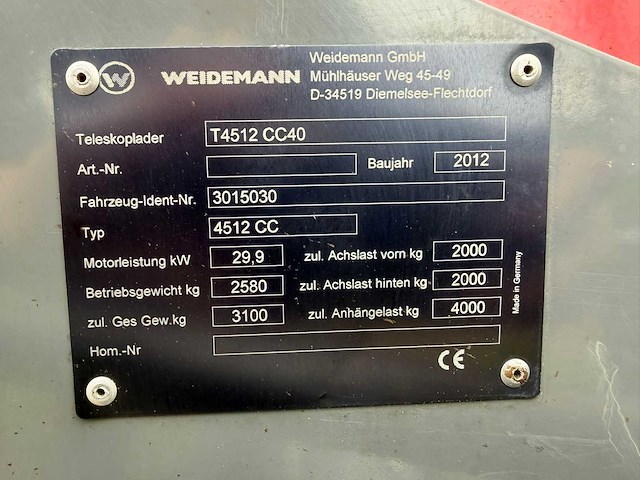 W WEIDEMANN
Weidemann GmbH
Mühlhäuser Weg 45-49
D-34519 Diemelsee-Flechtdorf
Teleskoplader T4512 CC40
Art.-Nr. Baujahr 2012
Fahrzeug-Ident-Nr. 3015030
Typ 4512 CC
Motorleistung kW 29,9 zul. Achslast vorn kg 2000
Betriebsgewicht kg 2580 zul. Achslast hinten kg 2000
zul. Ges Gew.kg 3100 zul. Anhängelast kg 4000
Hom.-Nr
Made in Germany
CE